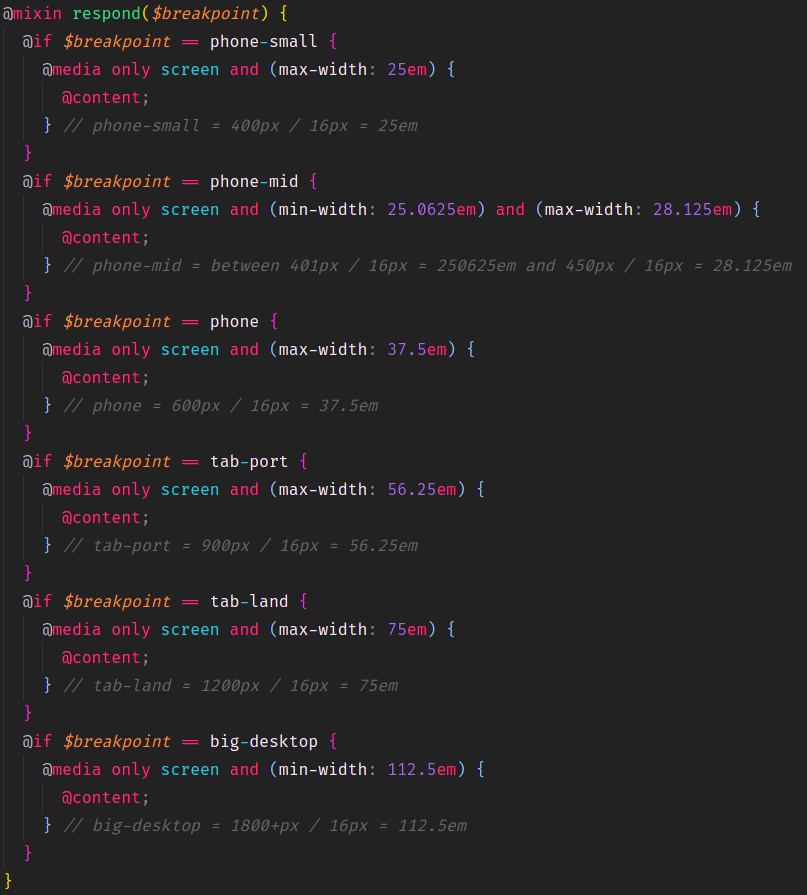 @mixin respond($breakpoint) {
  @if $breakpoint == phone-small {
    @media only screen and (max-width: 25em) {
      @content;
    } // phone-small = 400px / 16px = 25em
  }
  @if $breakpoint == phone-mid {
    @media only screen and (min-width: 25.0625em) and (max-width: 28.125em) {
      @content;
    } // phone-mid = between 401px / 16px = 250625em and 450px / 16px = 28.125em
  }
  @if $breakpoint == phone {
    @media only screen and (max-width: 37.5em) {
      @content;
    } // phone = 600px / 16px = 37.5em
  }
  @if $breakpoint == tab-port {
    @media only screen and (max-width: 56.25em) {
      @content;
    } // tab-port = 900px / 16px = 56.25em
  }
  @if $breakpoint == tab-land {
    @media only screen and (max-width: 75em) {
      @content;
    } // tab-land = 1200px / 16px = 75em
  }
  @if $breakpoint == big-desktop {
    @media only screen and (min-width: 112.5em) {
      @content;
    } // big-desktop = 1800+px / 16px = 112.5em
  }
}